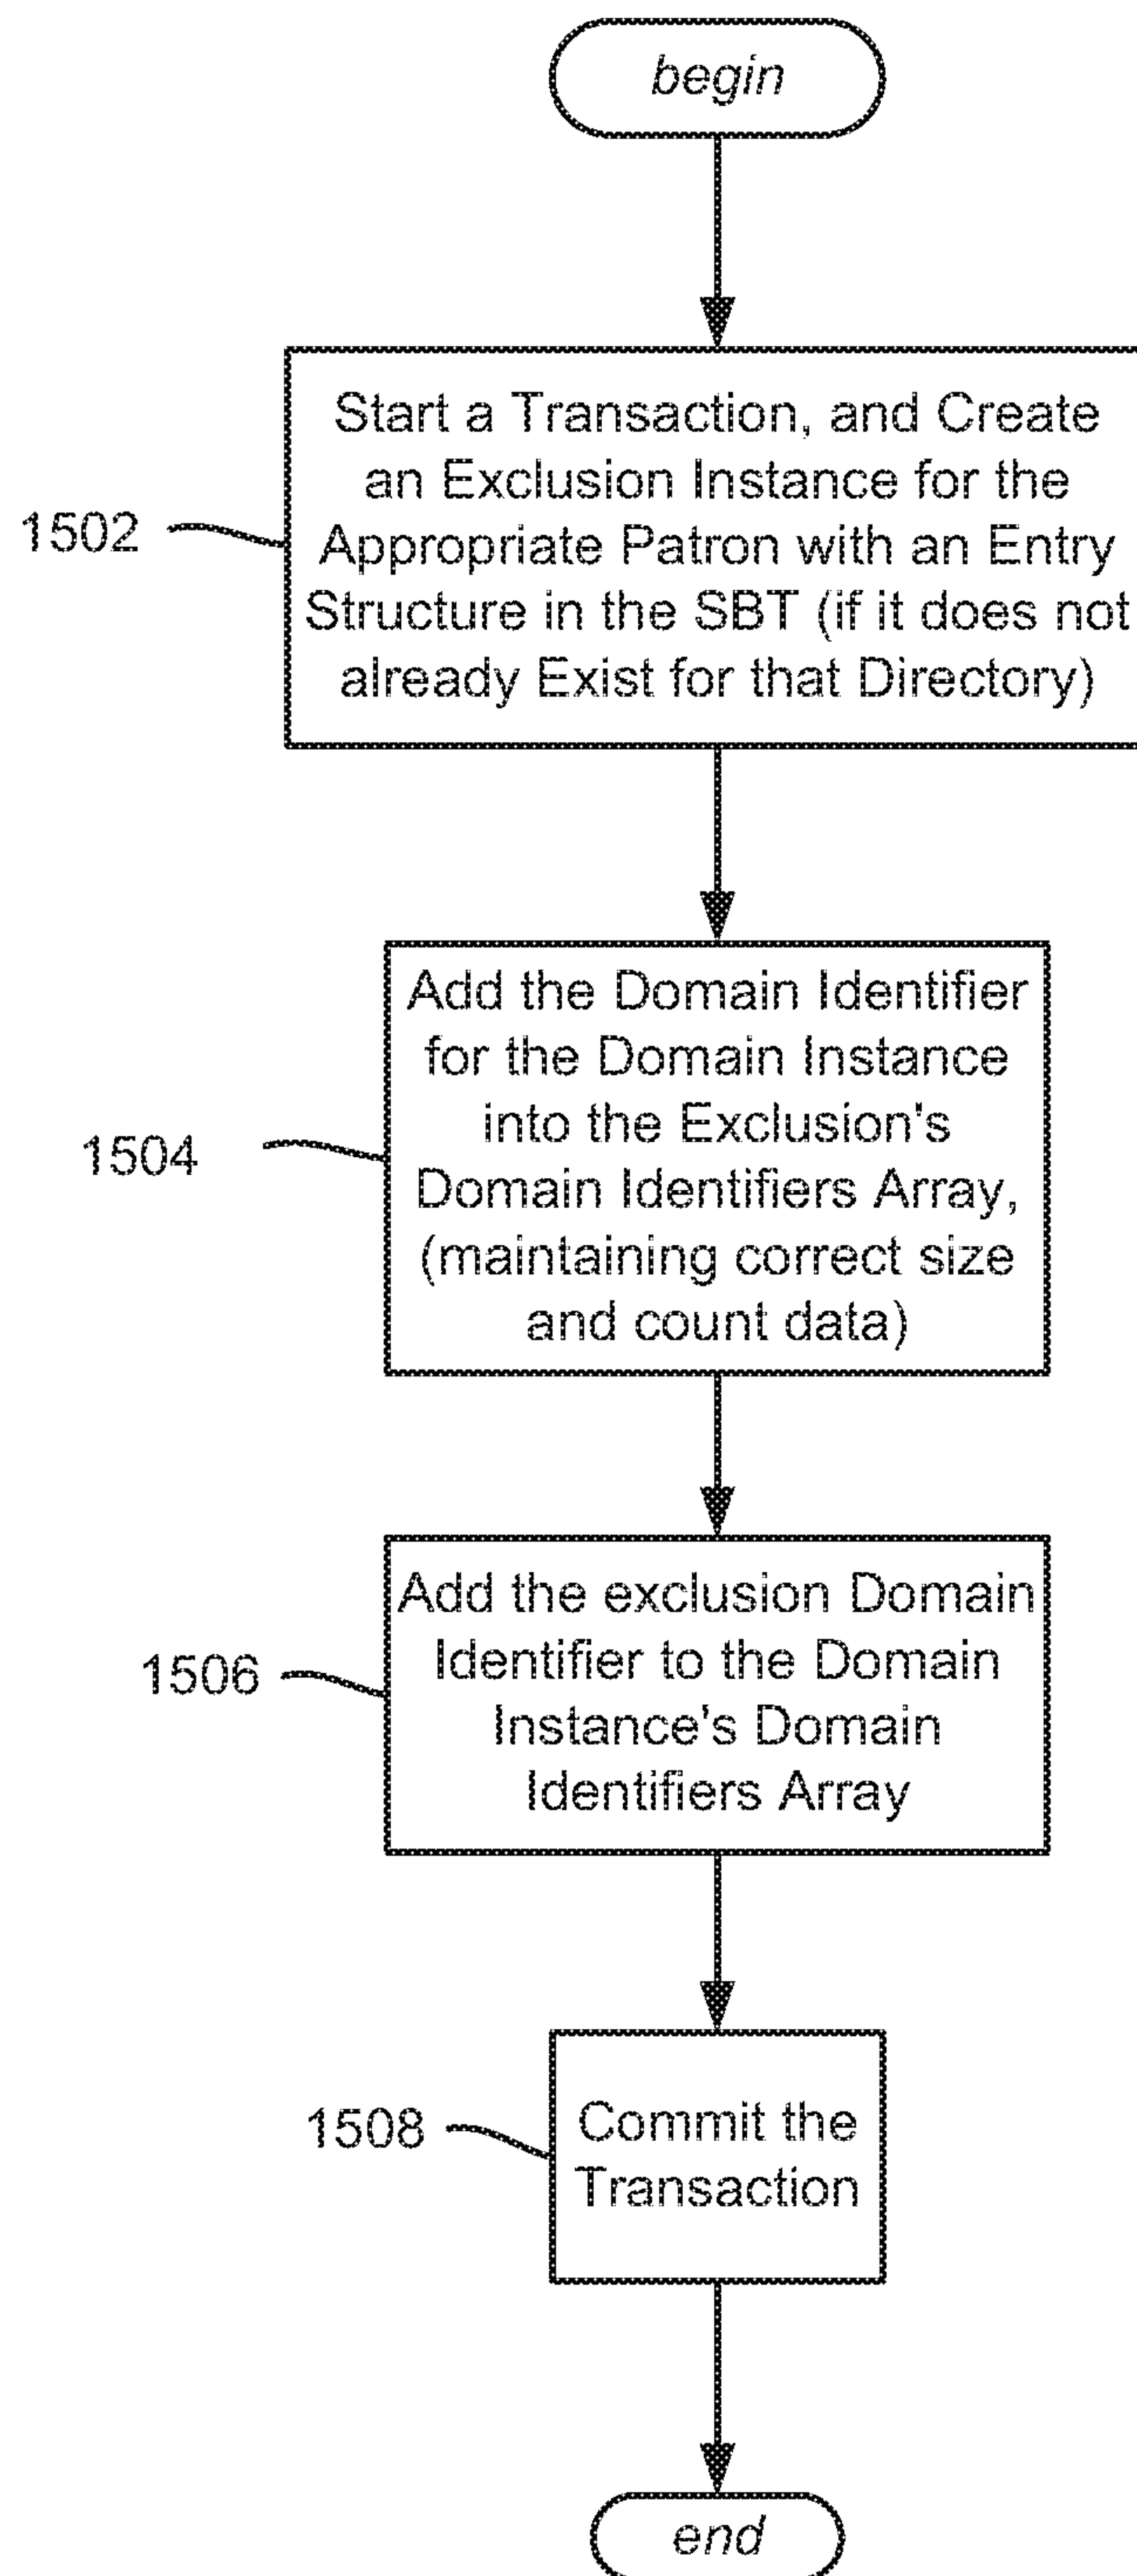 begin
Start a Transaction, and Create
an Exclusion Instance for the
1502
Appropriate Patron with an Entry
Structure in the SBT (if it does not
already Exist for that Directory)
Add the Domain Identifier
for the Domain Instance
into the Exclusion's
1504
Domain Identifiers Array,
(maintaining correct size
and count data)
Add the exclusion Domain
Identifier to the Domain
1506
Instance's Domain
Identifiers Array
1508
Commit the
Transaction
end